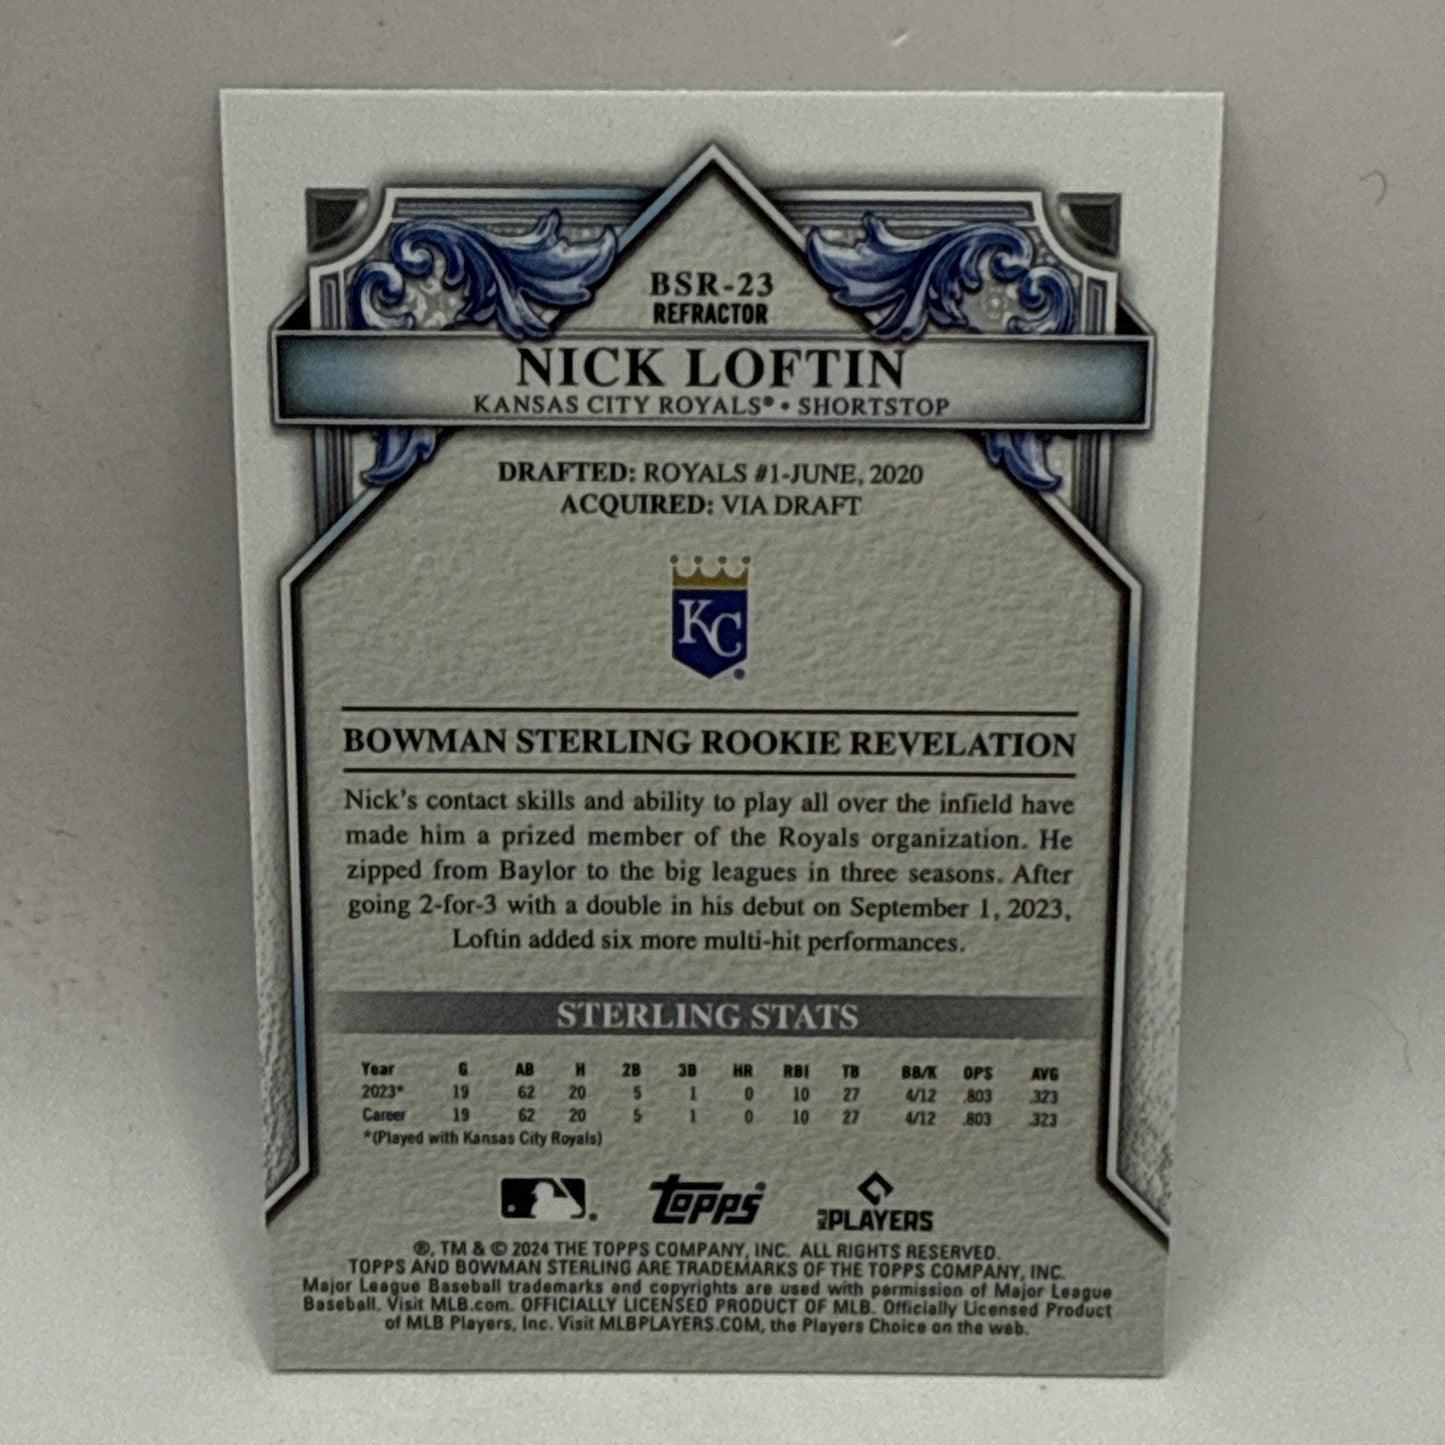 BSR-23
REFRACTOR
NICK LOFTIN
KANSAS CITY ROYALS® • SHORTSTOP
DRAFTED: ROYALS #1-JUNE, 2020
ACQUIRED: VIA DRAFT
KC®
BOWMAN STERLING ROOKIE REVELATION
Nick's contact skills and ability to play all over the infield have
made him a prized member of the Royals organization. He
zipped from Baylor to the big leagues in three seasons. After
going 2-for-3 with a double in his debut on September 1, 2023,
Loftin added six more multi-hit performances.
STERLING STATS
Year G AB H 2B 3B HR RBI TB BB/K OPS AVG
2023* 19 62 20 5 1 0 10 27 4/12 .803 .323
Career 19 62 20 5 1 0 10 27 4/12 .803 .323
*(Played with Kansas City Royals)
Topps® MLB PLAYERS
®, TM & © 2024 THE TOPPS COMPANY, INC. ALL RIGHTS RESERVED.
TOPPS AND BOWMAN STERLING ARE TRADEMARKS OF THE TOPPS COMPANY, INC.
Major League Baseball trademarks and copyrights are used with permission of Major League
Baseball. Visit MLB.com. OFFICIALLY LICENSED PRODUCT OF MLB. Officially Licensed Product
of MLB Players, Inc. Visit MLBPLAYERS.COM, the Players Choice on the web.